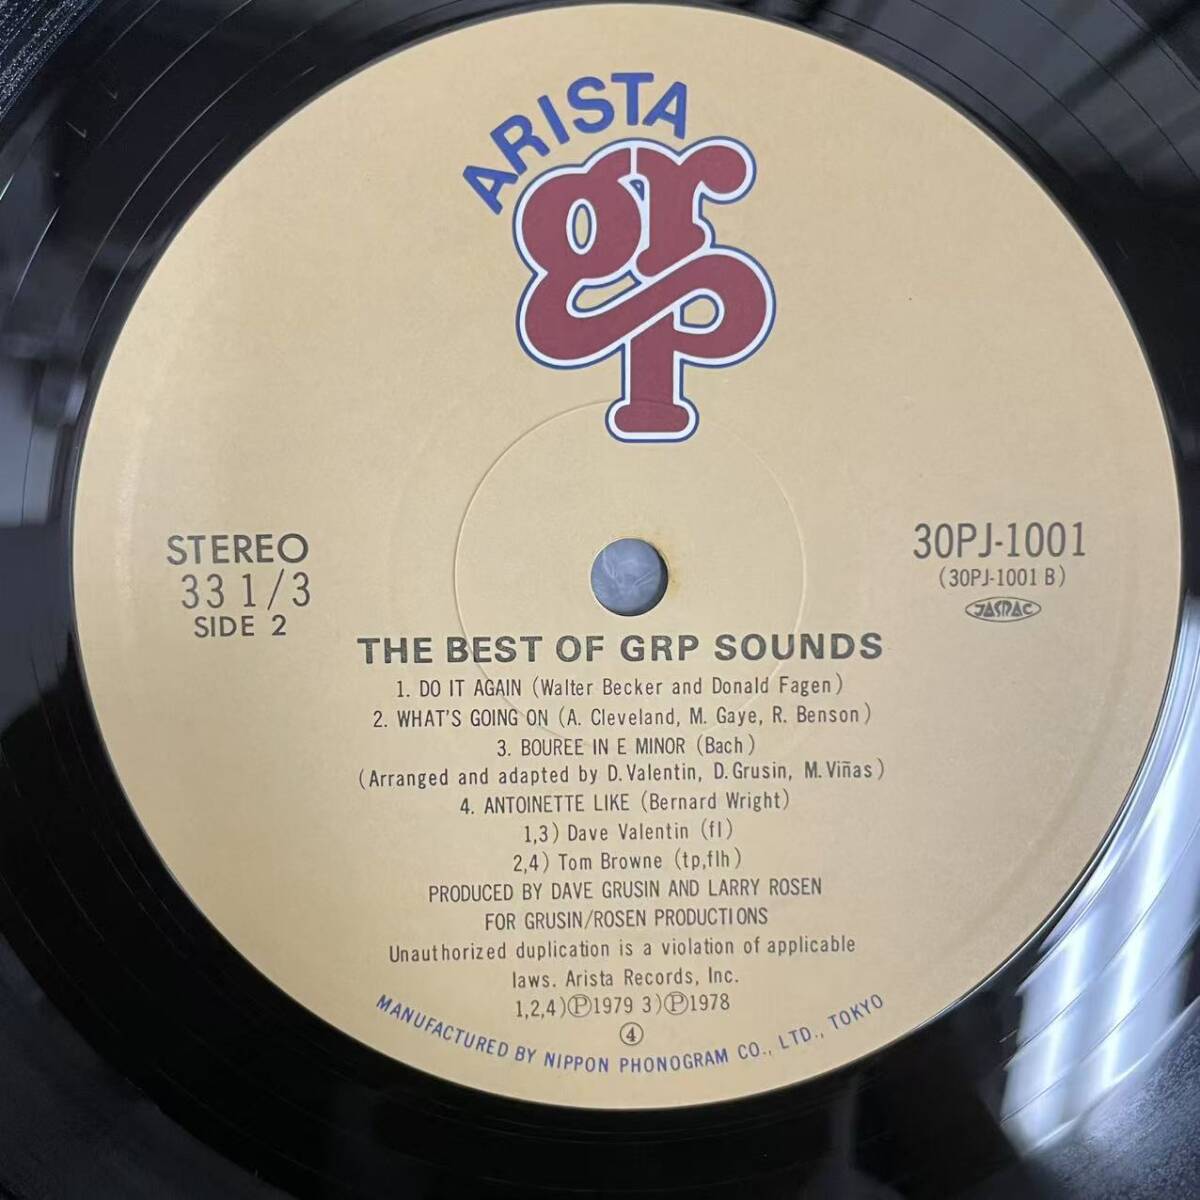 ARISTA
grp
STEREO
33 1/3
SIDE 2
30PJ-1001
(30PJ-1001 B)
JASRAC
THE BEST OF GRP SOUNDS
1. DO IT AGAIN (Walter Becker and Donald Fagen)
2. WHAT'S GOING ON (A. Cleveland, M. Gaye, R. Benson)
3. BOUREE IN E MINOR (Bach)
(Arranged and adapted by D. Valentin, D. Grusin, M. Viñas)
4. ANTOINETTE LIKE (Bernard Wright)
1,3) Dave Valentin (fl)
2,4) Tom Browne (tp,flh)
PRODUCED BY DAVE GRUSIN AND LARRY ROSEN
FOR GRUSIN/ROSEN PRODUCTIONS
Unauthorized duplication is a violation of applicable
laws. Arista Records, Inc.
1,2,4)Ⓟ1979 3)Ⓟ1978
④
MANUFACTURED BY NIPPON PHONOGRAM CO., LTD., TOKYO